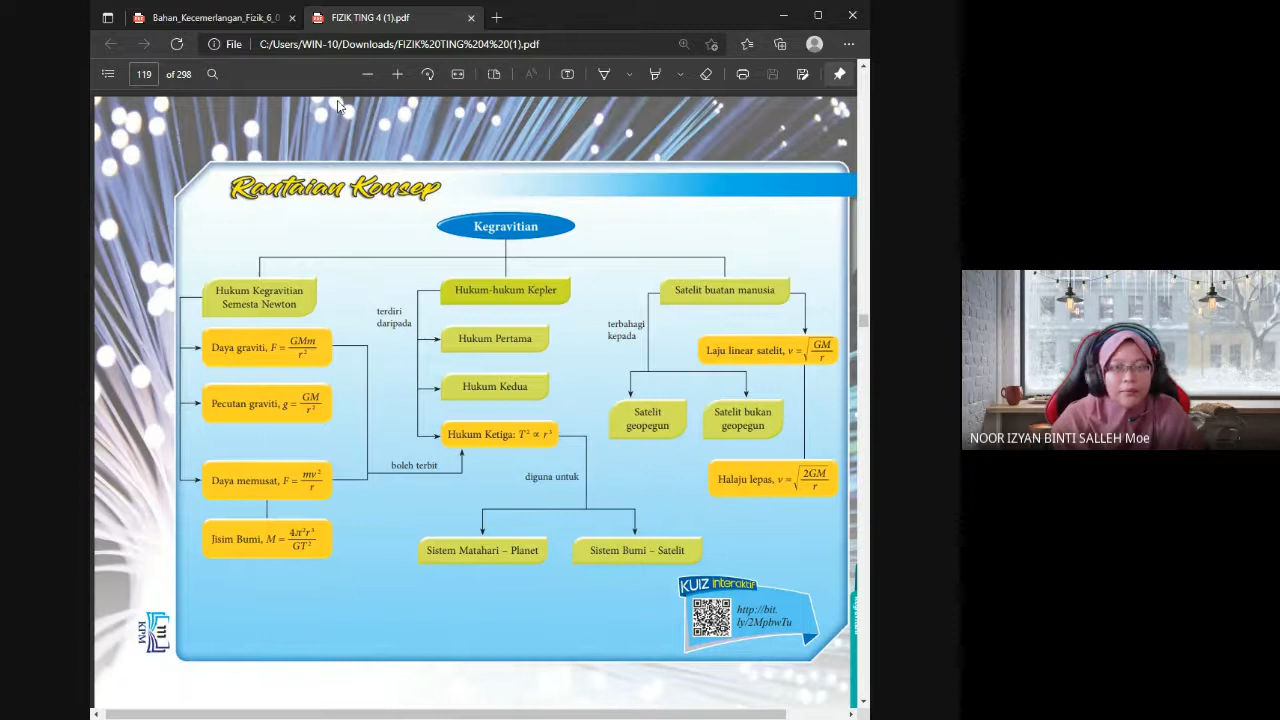 Bahan_Kecemerlangan_Fizik_6_0
FIZIK TING 4 (1).pdf
File
C:/Users/WIN-10/Downloads/FIZIK%20TING%204%20(1).pdf
119 of 298
Rantaian Konsep
Kegravitian
Hukum Kegravitian
Semesta Newton
Daya graviti, F = GMm / r²
Pecutan graviti, g = GM / r²
Daya memusat, F = mv² / r
Jisim Bumi, M = 4π²r³ / GT²
boleh terbit
Hukum-hukum Kepler
terdiri
daripada
Hukum Pertama
Hukum Kedua
Hukum Ketiga: T² ∝ r³
diguna untuk
Sistem Matahari – Planet
Sistem Bumi – Satelit
Satelit buatan manusia
terbahagi
kepada
Laju linear satelit, v = √(GM / r)
Satelit
geopegun
Satelit bukan
geopegun
Halaju lepas, v = √(2GM / r)
KUIZ interaktif
http://bit.
ly/2MpbwTu
KPM
111
NOOR IZYAN BINTI SALLEH Moe